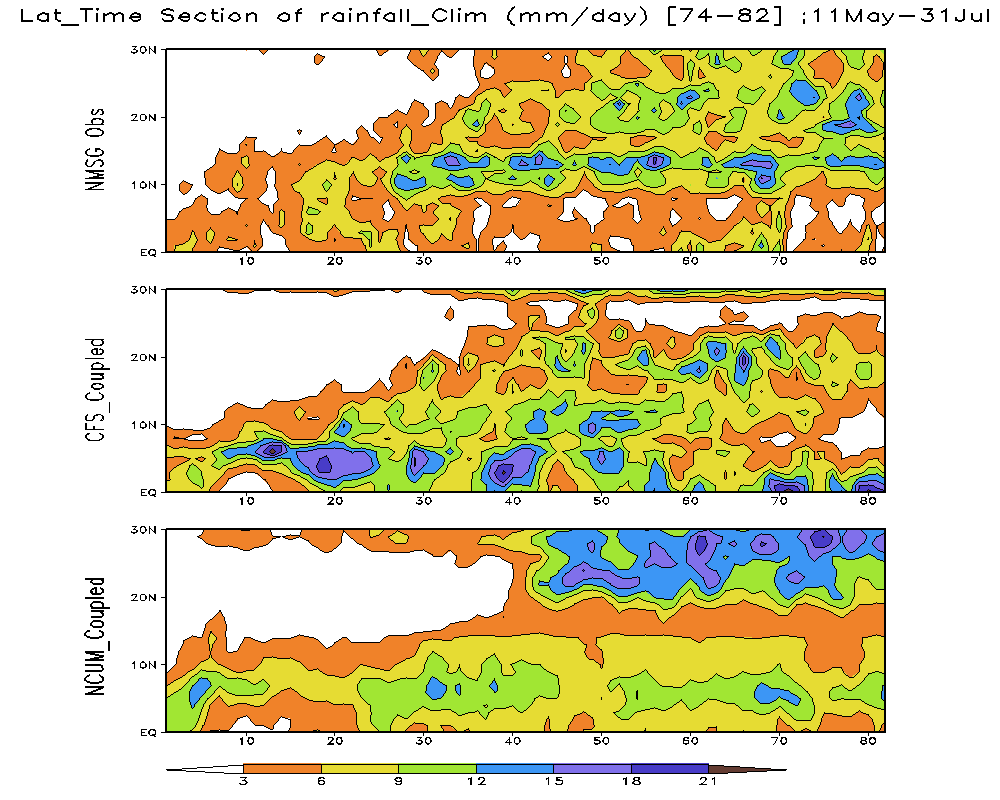 Lat_Time Section of rainfall_Clim (mm/day) [74-82] ;11May-31Jul
NMSG Obs
30N
20N
10N
EQ
10 20 30 40 50 60 70 80
CFS_Coupled
30N
20N
10N
EQ
10 20 30 40 50 60 70 80
NCUM_Coupled
30N
20N
10N
EQ
10 20 30 40 50 60 70 80
3 6 9 12 15 18 21